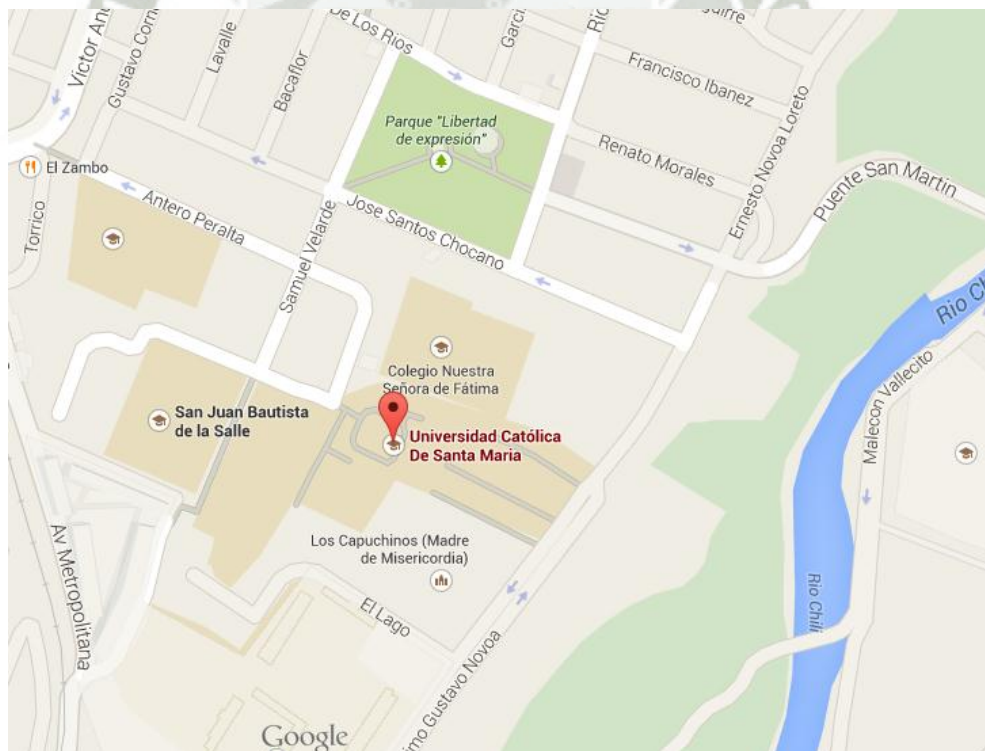 De Los Rios
Victor And
Gustavo Corn
Lavalle
Bacaflor
Garci
Rio
Francisco Ibanez
Parque "Libertad
de expresión"
Renato Morales
Ernesto Novoa Loreto
Puente San Martin
El Zambo
Antero Peralta
Torrico
Samuel Velarde
Jose Santos Chocano
Rio Ch
Malecon Vallecito
Colegio Nuestra
Señora de Fátima
San Juan Bautista
de la Salle
Universidad Católica
De Santa Maria
Los Capuchinos (Madre
de Misericordia)
El Lago
Av Metropolitana
Rio Chili
imo Gustavo Novoa
Google